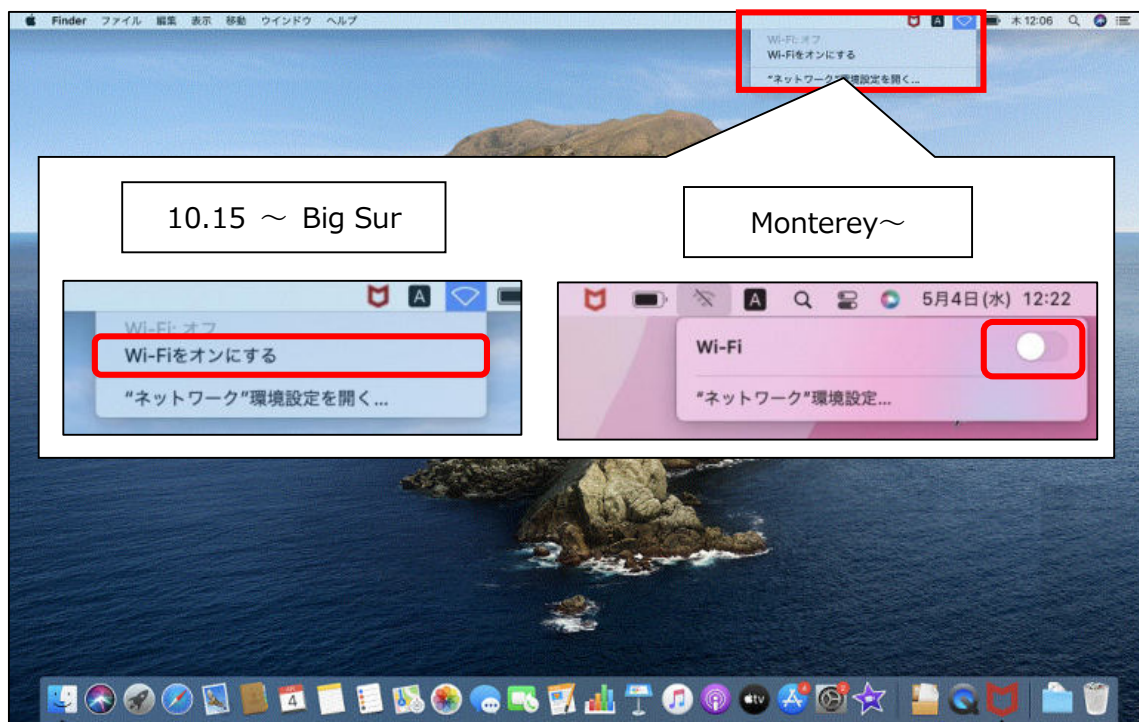 Finder ファイル 編集 表示 移動 ウインドウ ヘルプ
A 木 12:06
Wi-Fi: オフ
Wi-Fiをオンにする
“ネットワーク”環境設定を開く...
10.15 ～ Big Sur
Monterey～
A
Wi-Fi: オフ
Wi-Fiをオンにする
“ネットワーク”環境設定を開く...
A 5月4日(水) 12:22
Wi-Fi
“ネットワーク”環境設定...
4
tv